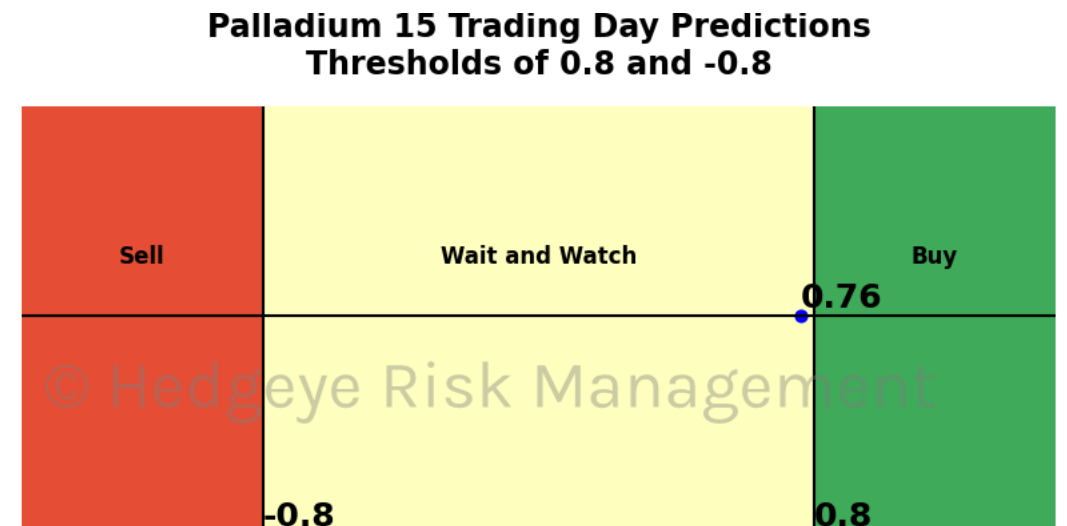 Palladium 15 Trading Day Predictions
Thresholds of 0.8 and -0.8
Sell Wait and Watch Buy
0.76
© Hedgeye Risk Management
-0.8 0.8